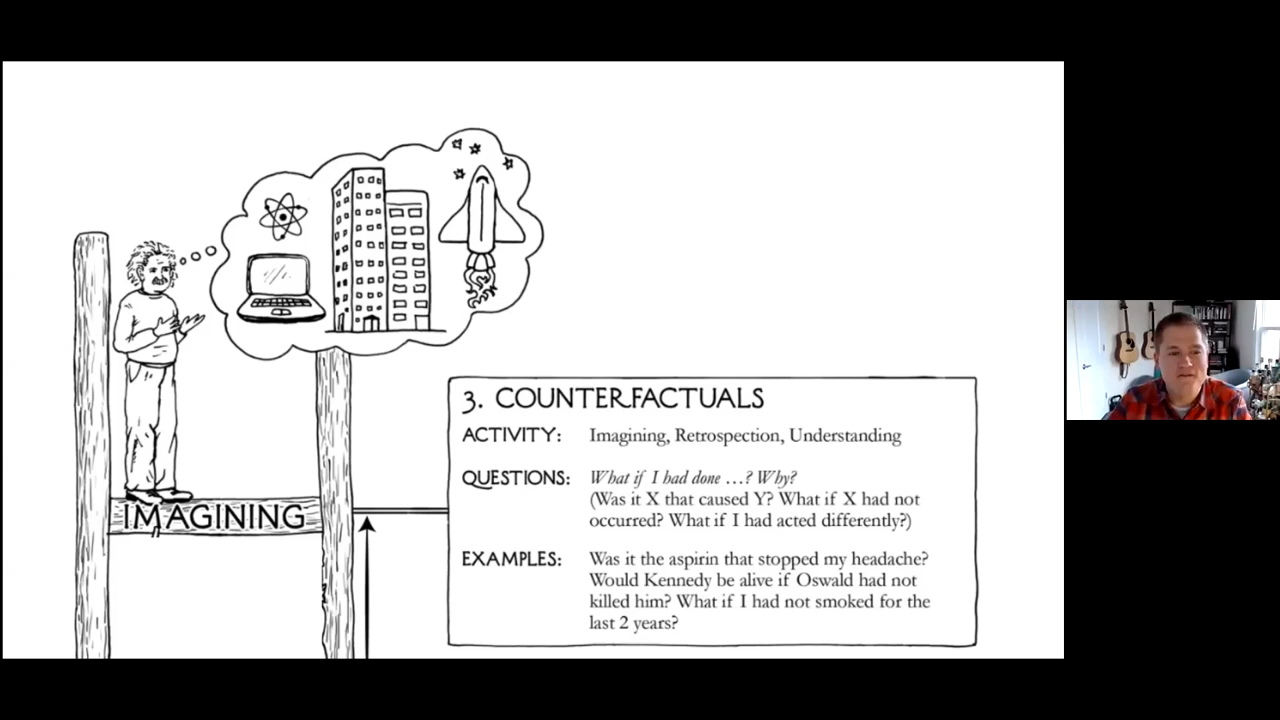 3. COUNTERFACTUALS
ACTIVITY: Imagining, Retrospection, Understanding
QUESTIONS: What if I had done …? Why?
(Was it X that caused Y? What if X had not
occurred? What if I had acted differently?)
IMAGINING
EXAMPLES: Was it the aspirin that stopped my headache?
Would Kennedy be alive if Oswald had not
killed him? What if I had not smoked for the
last 2 years?